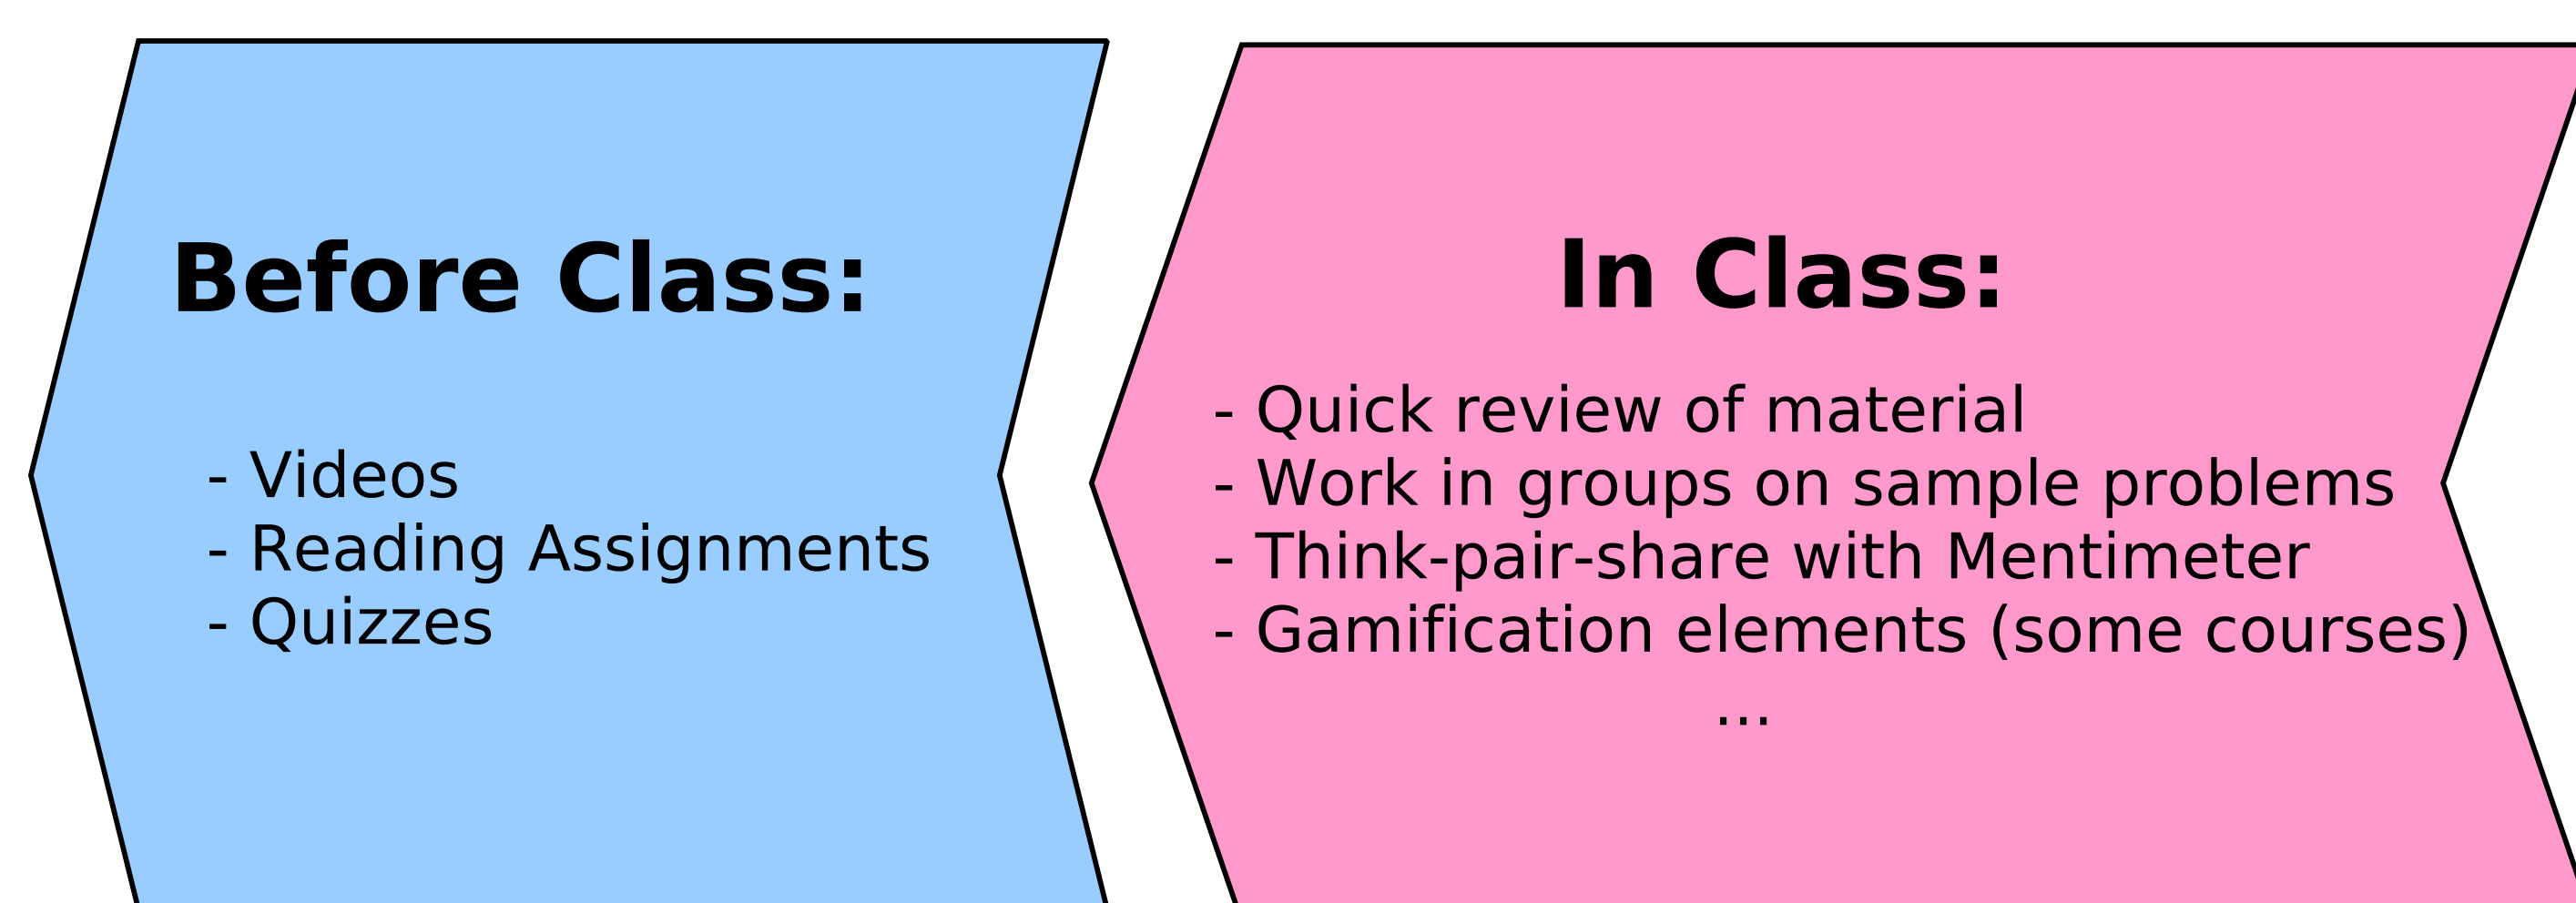 Before Class:
- Videos
- Reading Assignments
- Quizzes
In Class:
- Quick review of material
- Work in groups on sample problems
- Think-pair-share with Mentimeter
- Gamification elements (some courses)
...